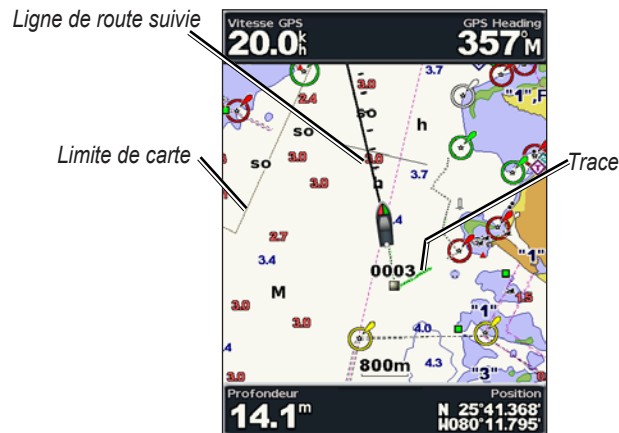 Ligne de route suivie
Vitesse GPS
20.0 k/h
GPS Heading
357°M
3.7
3.0
2.4
"1",F
so
so
h
so
3.0
3.0
3.7
Limite de carte
Trace
3.0
h
.4
2.7
3.4
0003
"1"
M
3.0
3.0
1.5
"1"
4.0
.4
4.3
800m
3.0
"3"
Profondeur
14.1m
Position
N 25°41.368'
W080°11.795'